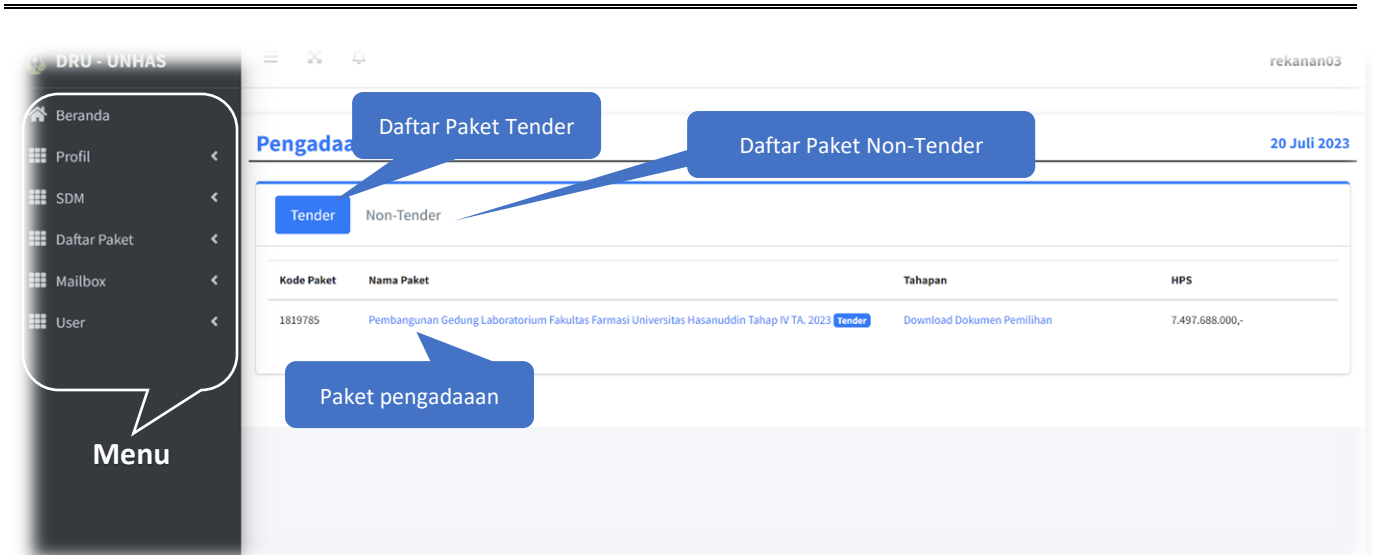 DRU - UNHAS
rekanan03
Beranda
Profil
SDM
Daftar Paket
Mailbox
User
Menu
Daftar Paket Tender
Daftar Paket Non-Tender
20 Juli 2023
Tender Non-Tender
Kode Paket Nama Paket Tahapan HPS
1819785 Pembangunan Gedung Laboratorium Fakultas Farmasi Universitas Hasanuddin Tahap IV TA. 2023 Tender Download Dokumen Pemilihan 7.497.688.000,-
Paket pengadaaan